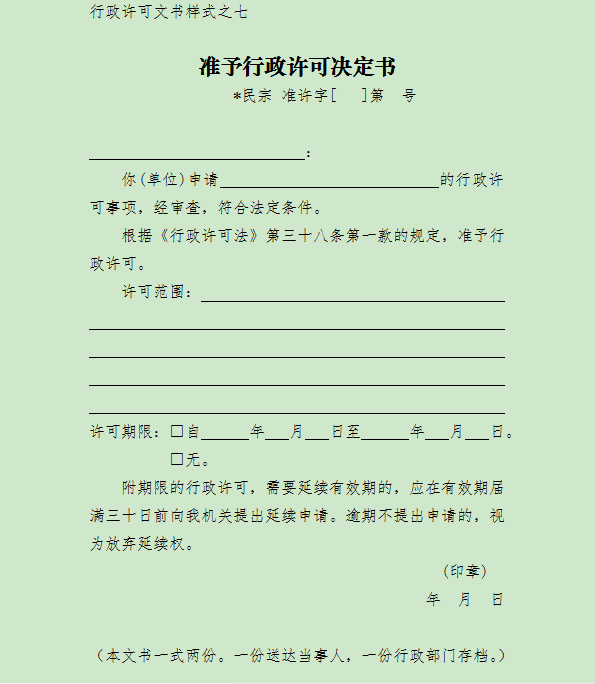 行政许可文书样式之七
准予行政许可决定书
*民宗 准许字[   ]第  号
___________________________：
你(单位)申请___________________________的行政许
可事项，经审查，符合法定条件。
根据《行政许可法》第三十八条第一款的规定，准予行
政许可。
许可范围：______________________________________
____________________________________________________
____________________________________________________
____________________________________________________
____________________________________________________
许可期限：□自______年___月___日至______年___月___日。
□无。
附期限的行政许可，需要延续有效期的，应在有效期届
满三十日前向我机关提出延续申请。逾期不提出申请的，视
为放弃延续权。
(印章)
年  月  日
（本文书一式两份。一份送达当事人，一份行政部门存档。）